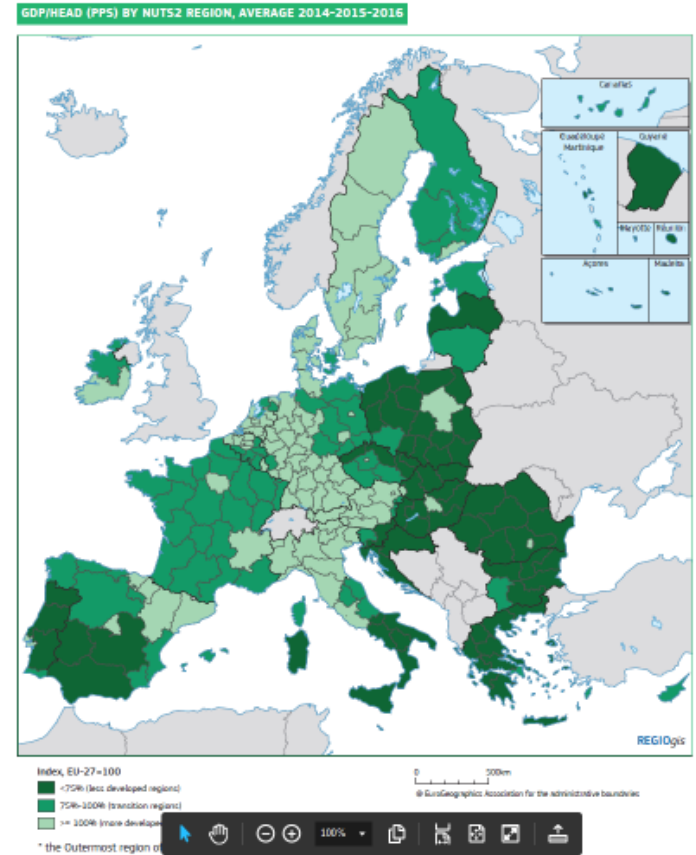 GDP/HEAD (PPS) BY NUTS2 REGION, AVERAGE 2014-2015-2016
Canarias
Guadeloupe
Martinique
Guyane
Mayotte
Réunion
Açores
Madeira
REGIOgis
Index, EU-27=100
<75% (less developed regions)
75%-100% (transition regions)
>= 100% (more develope
* the Outermost region of
0 500km
© EuroGeographics Association for the administrative boundaries
100%